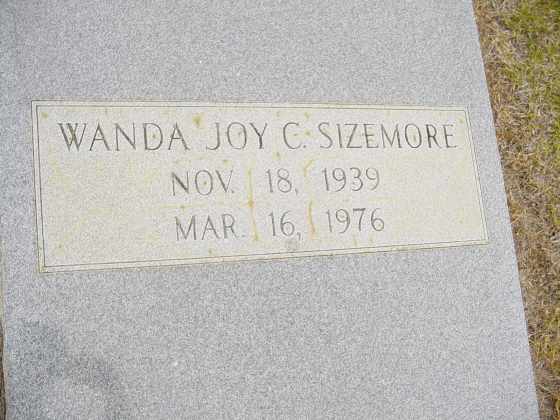 WANDA JOY C. SIZEMORE
NOV. 18, 1939
MAR. 16, 1976